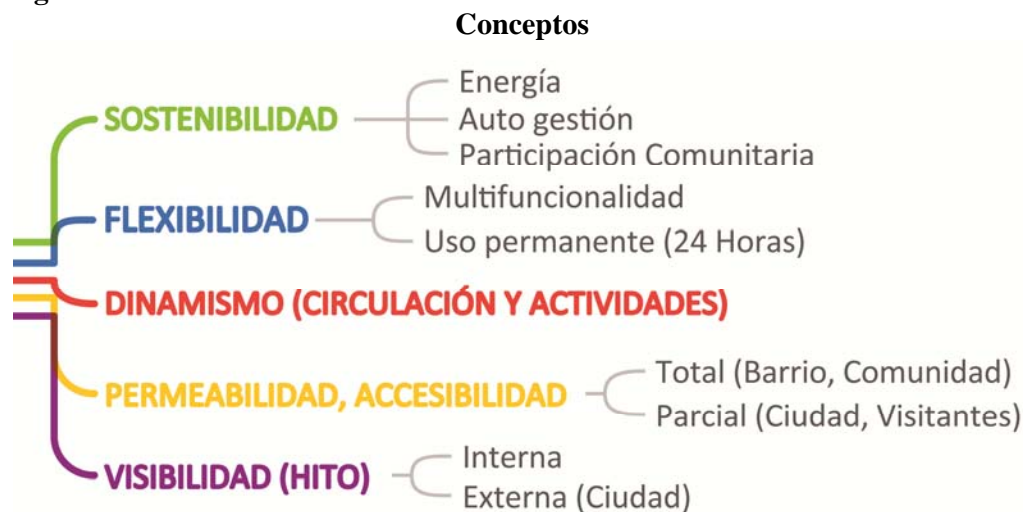 Conceptos
SOSTENIBILIDAD
Energía
Auto gestión
Participación Comunitaria
FLEXIBILIDAD
Multifuncionalidad
Uso permanente (24 Horas)
DINAMISMO (CIRCULACIÓN Y ACTIVIDADES)
PERMEABILIDAD, ACCESIBILIDAD
Total (Barrio, Comunidad)
Parcial (Ciudad, Visitantes)
VISIBILIDAD (HITO)
Interna
Externa (Ciudad)